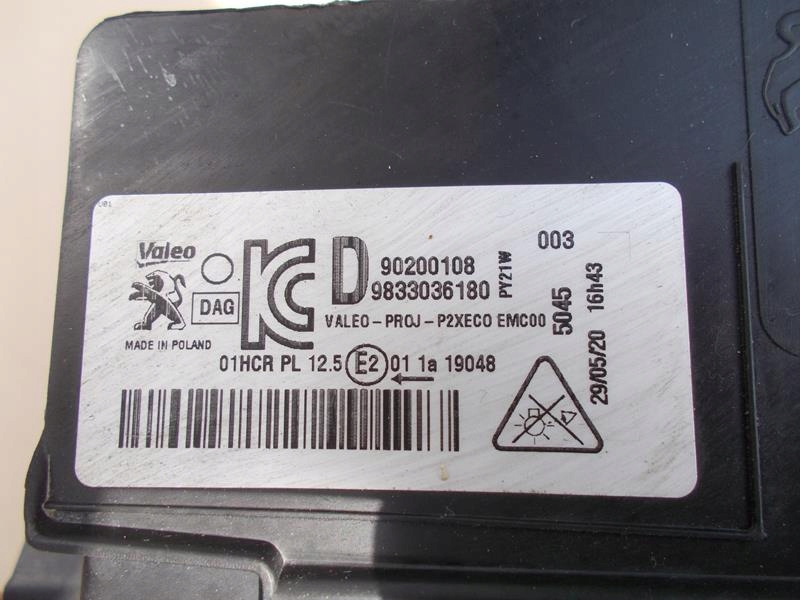 Valeo
DAG
MADE IN POLAND
KC
D
90200108
9833036180
PY21W
VALEO-PROJ-P2XECO EMC00
003
5045
29/05/20 16h43
01HCR PL 12.5 E2 01 1a 19048